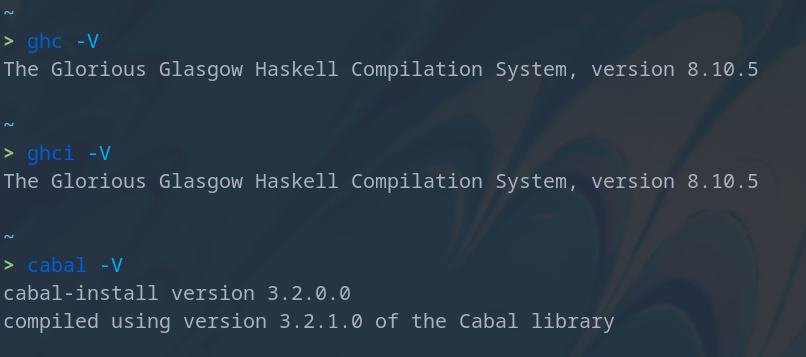 ~
> ghc -V
The Glorious Glasgow Haskell Compilation System, version 8.10.5
~
> ghci -V
The Glorious Glasgow Haskell Compilation System, version 8.10.5
~
> cabal -V
cabal-install version 3.2.0.0
compiled using version 3.2.1.0 of the Cabal library